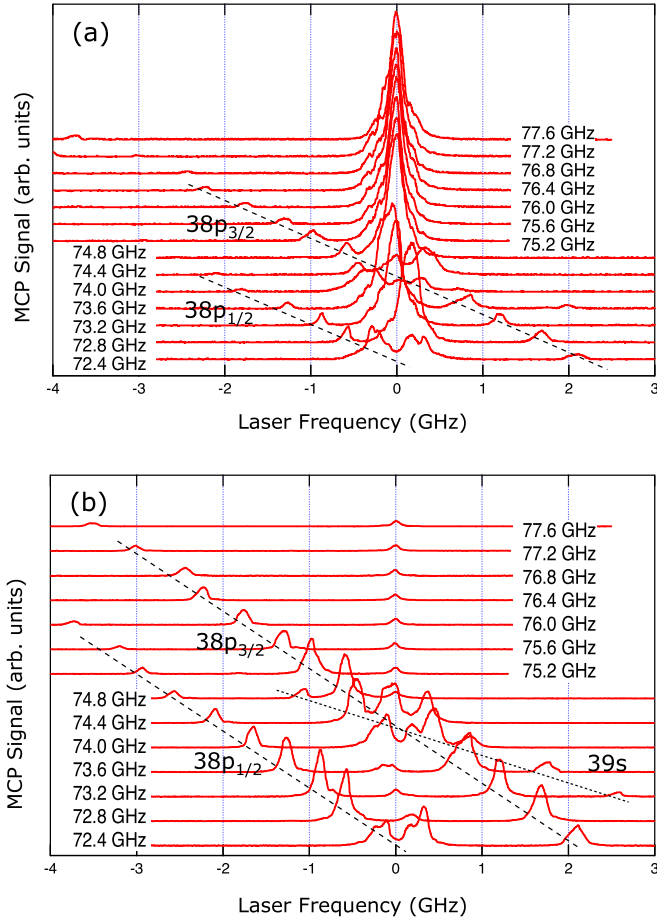 (a)
MCP Signal (arb. units)
77.6 GHz
77.2 GHz
76.8 GHz
76.4 GHz
76.0 GHz
75.6 GHz
75.2 GHz
38p3/2
74.8 GHz
74.4 GHz
74.0 GHz
73.6 GHz
38p1/2
73.2 GHz
72.8 GHz
72.4 GHz
-4 -3 -2 -1 0 1 2 3
Laser Frequency (GHz)
(b)
MCP Signal (arb. units)
77.6 GHz
77.2 GHz
76.8 GHz
76.4 GHz
76.0 GHz
75.6 GHz
75.2 GHz
38p3/2
74.8 GHz
74.4 GHz
74.0 GHz
73.6 GHz
38p1/2
39s
73.2 GHz
72.8 GHz
72.4 GHz
-4 -3 -2 -1 0 1 2 3
Laser Frequency (GHz)